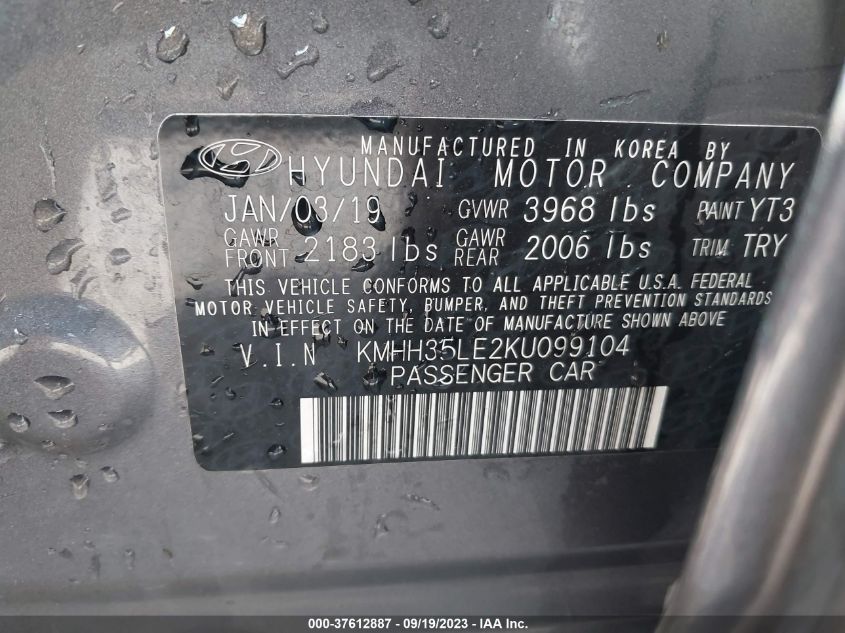 MANUFACTURED IN KOREA BY
HYUNDAI MOTOR COMPANY
JAN/03/19 GVWR 3968 lbs PAINT YT3
GAWR FRONT 2183 lbs GAWR REAR 2006 lbs TRIM TRY
THIS VEHICLE CONFORMS TO ALL APPLICABLE U.S.A. FEDERAL
MOTOR VEHICLE SAFETY, BUMPER, AND THEFT PREVENTION STANDARDS
IN EFFECT ON THE DATE OF MANUFACTURE SHOWN ABOVE
V.I.N KMHH35LE2KU099104
PASSENGER CAR
000-37612887 - 09/19/2023 - IAA Inc.